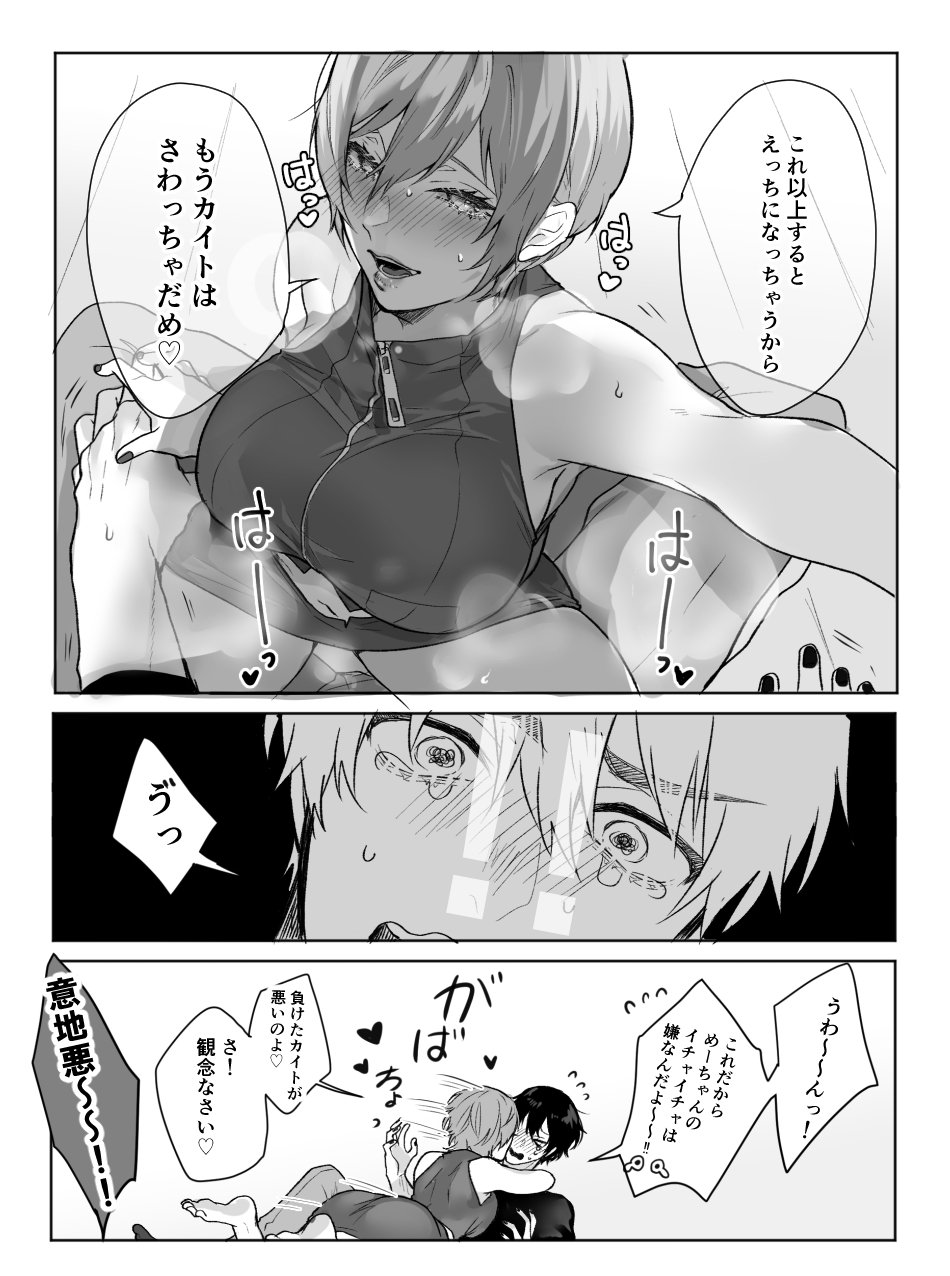 これ以上すると
えっちになっちゃうから
はっ♡
はっ♡
もうカイトは
さわっちゃだめ♡
はーっ♥
はーっ♥
!!
ゔっ
うわ〜〜んっ！
これだから
めーちゃんの
イチャイチャは
嫌なんだよ〜〜!!
がばっ
ちょ
負けたカイトが
悪いのよ♡
さ！
観念なさい♡
意地悪〜〜!!